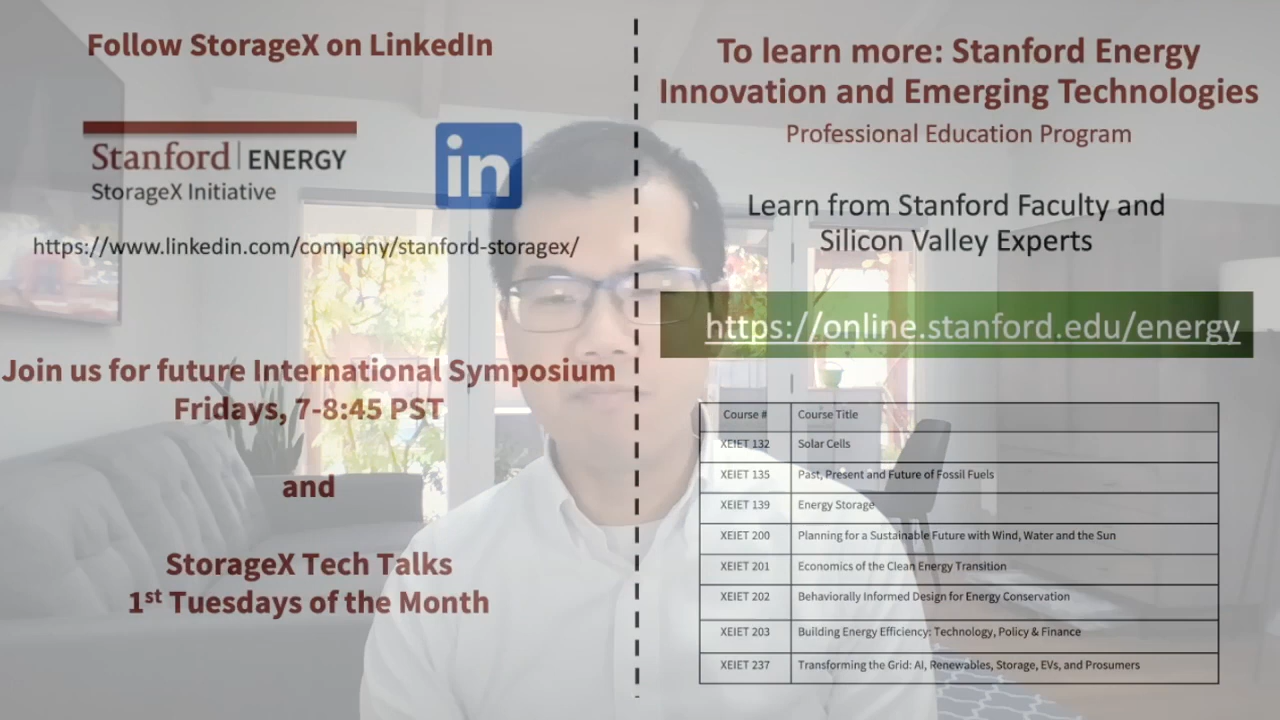 Follow StorageX on LinkedIn
Stanford | ENERGY
StorageX Initiative
in
https://www.linkedin.com/company/stanford-storagex/
Join us for future International Symposium
Fridays, 7-8:45 PST
and
StorageX Tech Talks
1st Tuesdays of the Month
To learn more: Stanford Energy
Innovation and Emerging Technologies
Professional Education Program
Learn from Stanford Faculty and
Silicon Valley Experts
https://online.stanford.edu/energy
Course # Course Title
XEIET 132 Solar Cells
XEIET 135 Past, Present and Future of Fossil Fuels
XEIET 139 Energy Storage
XEIET 200 Planning for a Sustainable Future with Wind, Water and the Sun
XEIET 201 Economics of the Clean Energy Transition
XEIET 202 Behaviorally Informed Design for Energy Conservation
XEIET 203 Building Energy Efficiency: Technology, Policy & Finance
XEIET 237 Transforming the Grid: AI, Renewables, Storage, EVs, and Prosumers